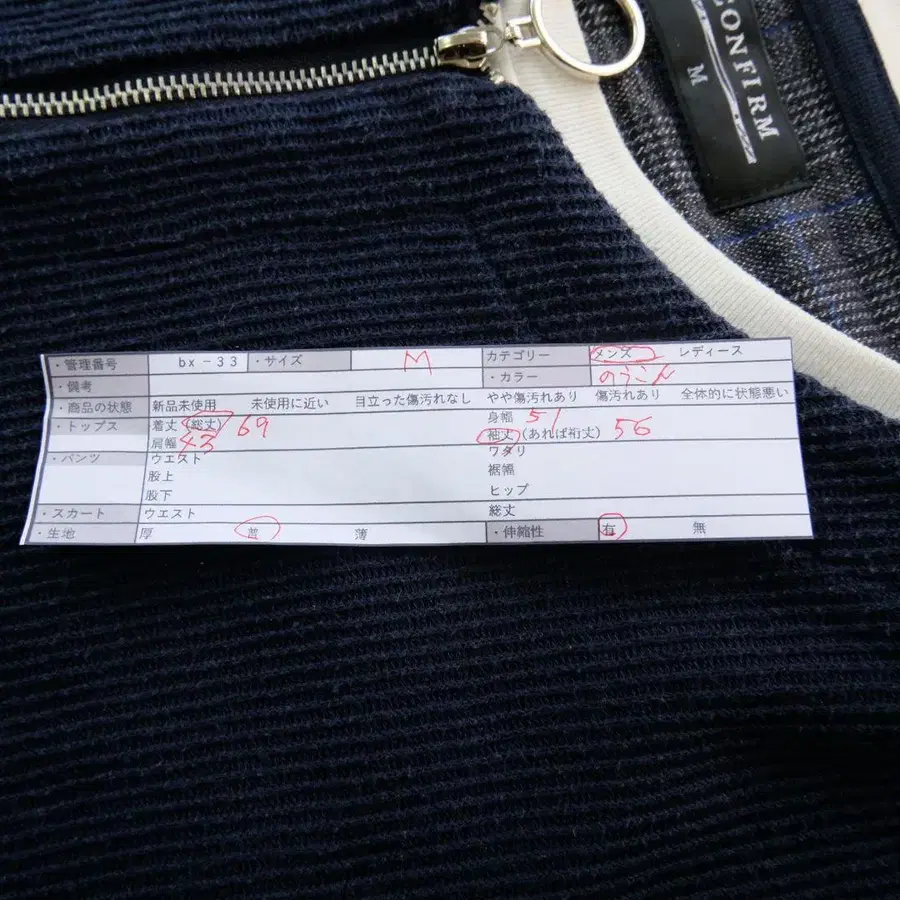 CONFIRM
M
・管理番号 bx-33 ・サイズ M カテゴリー メンズ レディース
・備考 ・カラー のうこん
・商品の状態 新品未使用 未使用に近い 目立った傷汚れなし やや傷汚れあり 傷汚れあり 全体的に状態悪い
・トップス 着丈(総丈) 69 身幅 51
肩幅 43 袖丈(あれば裄丈) 56
・パンツ ウエスト ワタリ
股上 裾幅
股下 ヒップ
・スカート ウエスト 総丈
・生地 厚 普 薄 ・伸縮性 有 無